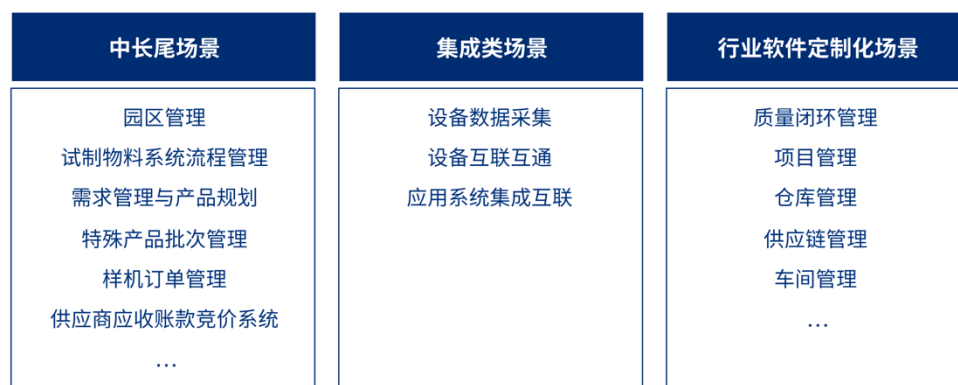 中长尾场景
园区管理
试制物料系统流程管理
需求管理与产品规划
特殊产品批次管理
样机订单管理
供应商应收账款竞价系统
…
集成类场景
设备数据采集
设备互联互通
应用系统集成互联
行业软件定制化场景
质量闭环管理
项目管理
仓库管理
供应链管理
车间管理
…